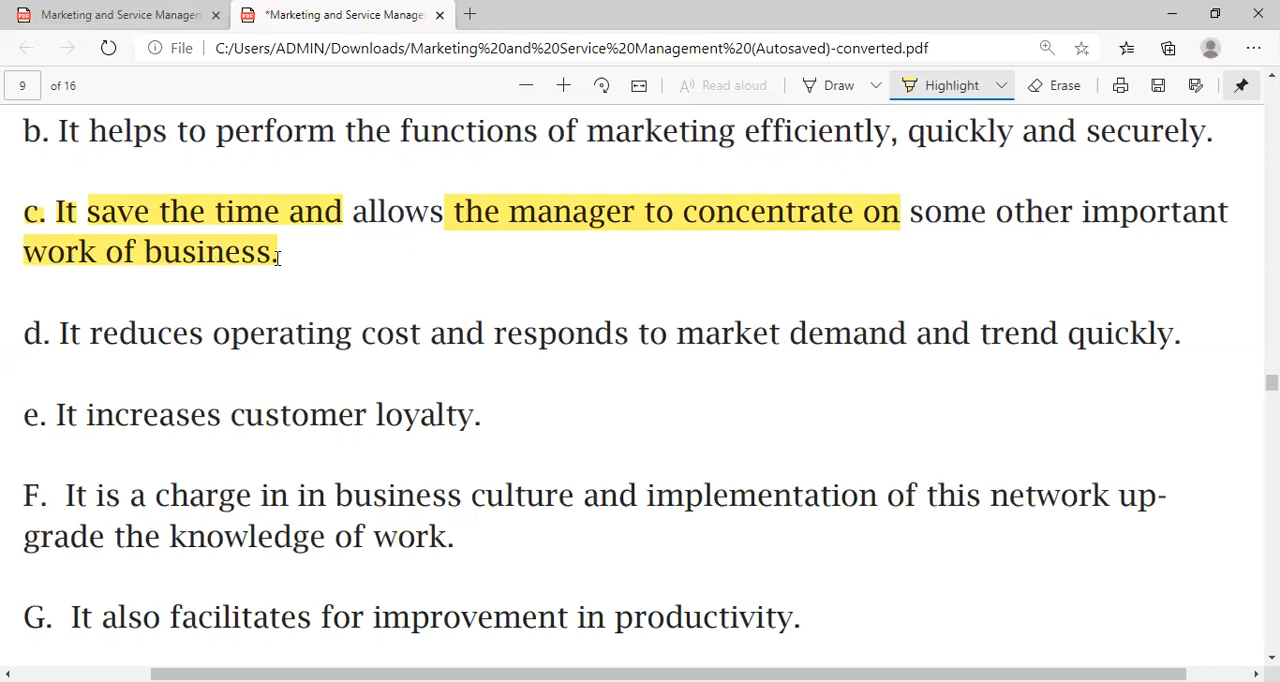 Marketing and Service Managem
*Marketing and Service Manage
File
C:/Users/ADMIN/Downloads/Marketing%20and%20Service%20Management%20(Autosaved)-converted.pdf
9 of 16
Read aloud
Draw
Highlight
Erase
b. It helps to perform the functions of marketing efficiently, quickly and securely.
c. It save the time and allows the manager to concentrate on some other important
work of business.
d. It reduces operating cost and responds to market demand and trend quickly.
e. It increases customer loyalty.
F. It is a charge in in business culture and implementation of this network up-
grade the knowledge of work.
G. It also facilitates for improvement in productivity.